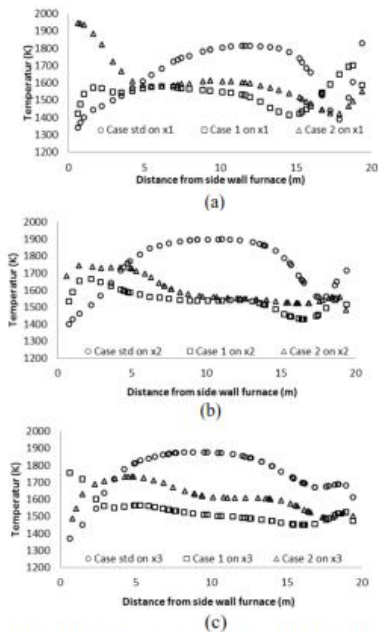 2000
1900
1800
1700
1600
1500
1400
1300
1200
Temperatur (K)
○ Case std on x1 □ Case 1 on x1 △ Case 2 on x1
0 5 10 15 20
Distance from side wall furnace (m)
(a)
2000
1900
1800
1700
1600
1500
1400
1300
1200
Temperatur (K)
○ Case std on x2 □ Case 1 on x2 △ Case 2 on x2
0 5 10 15 20
Distance from side wall furnace (m)
(b)
2000
1900
1800
1700
1600
1500
1400
1300
1200
Temperatur (K)
○ Case std on x3 □ Case 1 on x3 △ Case 2 on x3
0 5 10 15 20
Distance from side wall furnace (m)
(c)